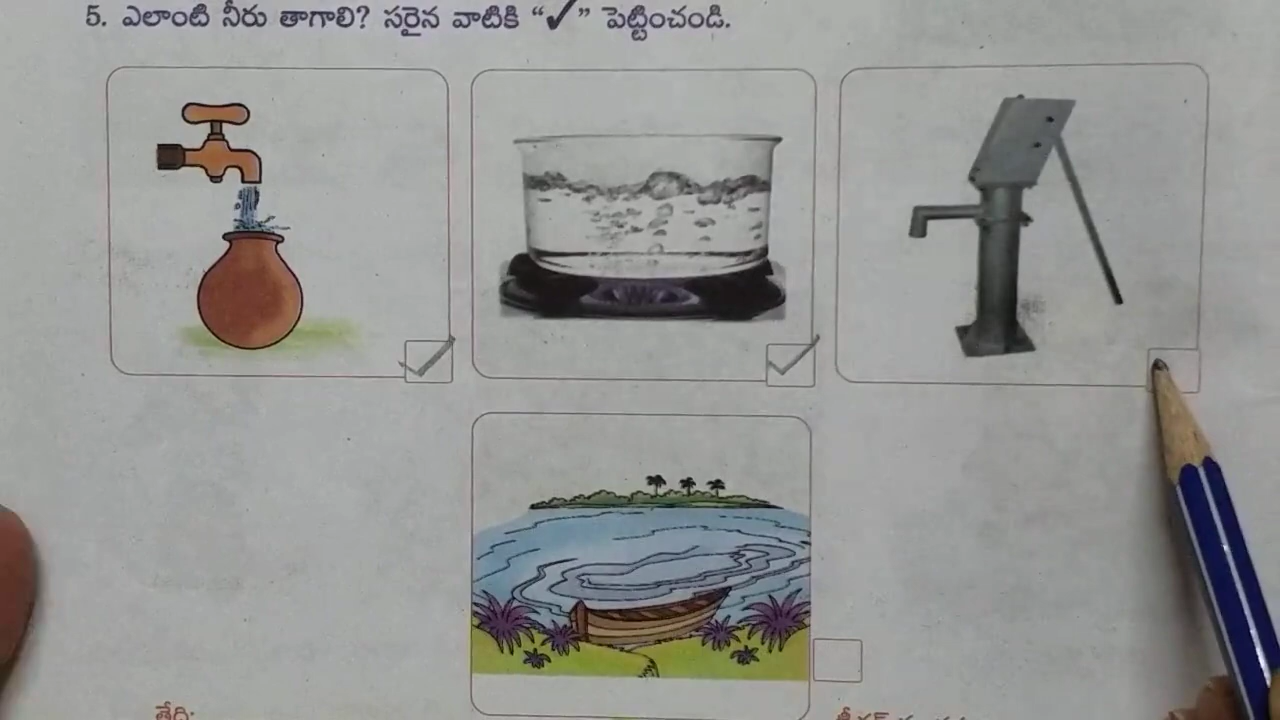 5. ఎలాంటి నీరు తాగాలి? సరైన వాటికి “✓” పెట్టించండి.
తేది: